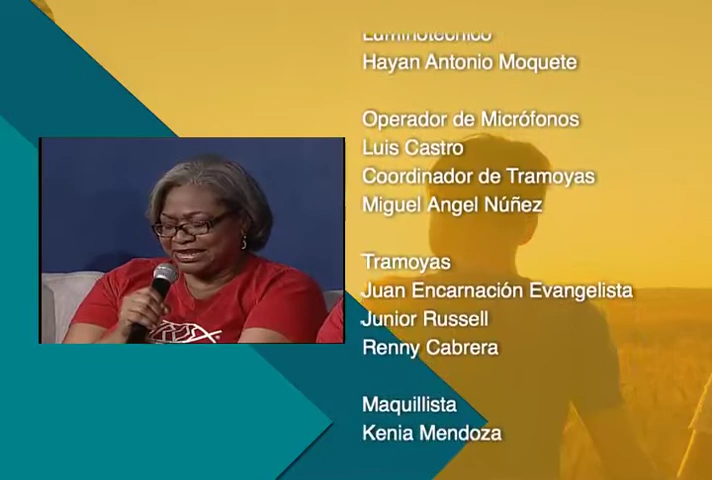 Luminotécnico
Hayan Antonio Moquete
Operador de Micrófonos
Luis Castro
Coordinador de Tramoyas
Miguel Angel Núñez
Tramoyas
Juan Encarnación Evangelista
Junior Russell
Renny Cabrera
Maquillista
Kenia Mendoza